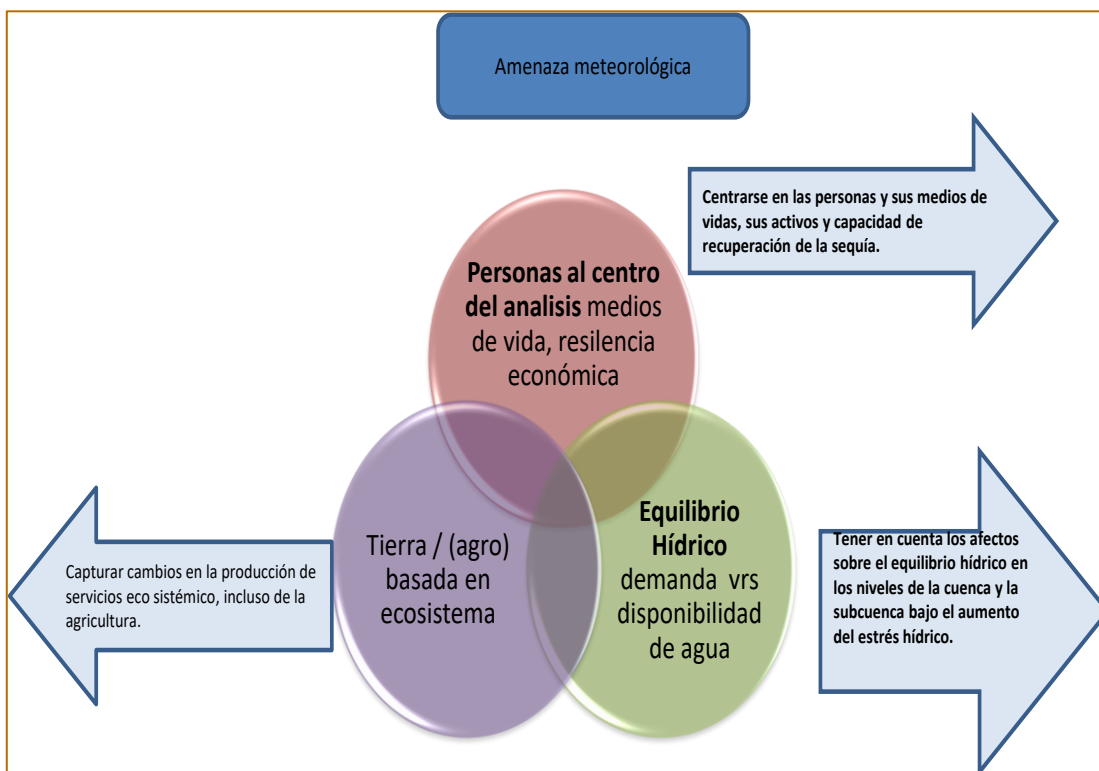 Amenaza meteorológica
Centrarse en las personas y sus medios de
vidas, sus activos y capacidad de
recuperación de la sequía.
Personas al centro
del analisis medios
de vida, resilencia
económica
Tierra / (agro)
basada en
ecosistema
Equilibrio
Hídrico
demanda vrs
disponibilidad
de agua
Capturar cambios en la producción de
servicios eco sistémico, incluso de la
agricultura.
Tener en cuenta los afectos
sobre el equilibrio hídrico en
los niveles de la cuenca y la
subcuenca bajo el aumento
del estrés hídrico.